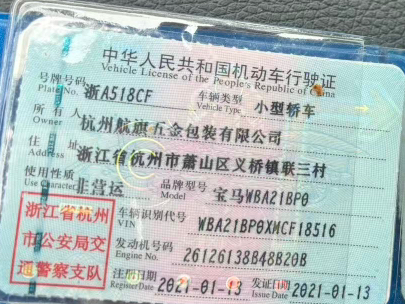 中华人民共和国机动车行驶证
Vehicle License of the People's Republic of China
号牌号码 Plate No. 浙A518CF 车辆类型 Vehicle Type 小型轿车
所有人 杭州航旗五金包装有限公司
住址 浙江省杭州市萧山区义桥镇联三村
使用性质 Use Character 非营运 品牌型号 宝马WBA21BP0
车辆识别代号 VIN WBA21BP0XMCF18516
发动机号码 Engine No. 26126138B48B20B
注册日期 Register Date 2021-01-13 发证日期 Issue Date 2021-01-13
浙江省杭州
市公安局交
通警察支队